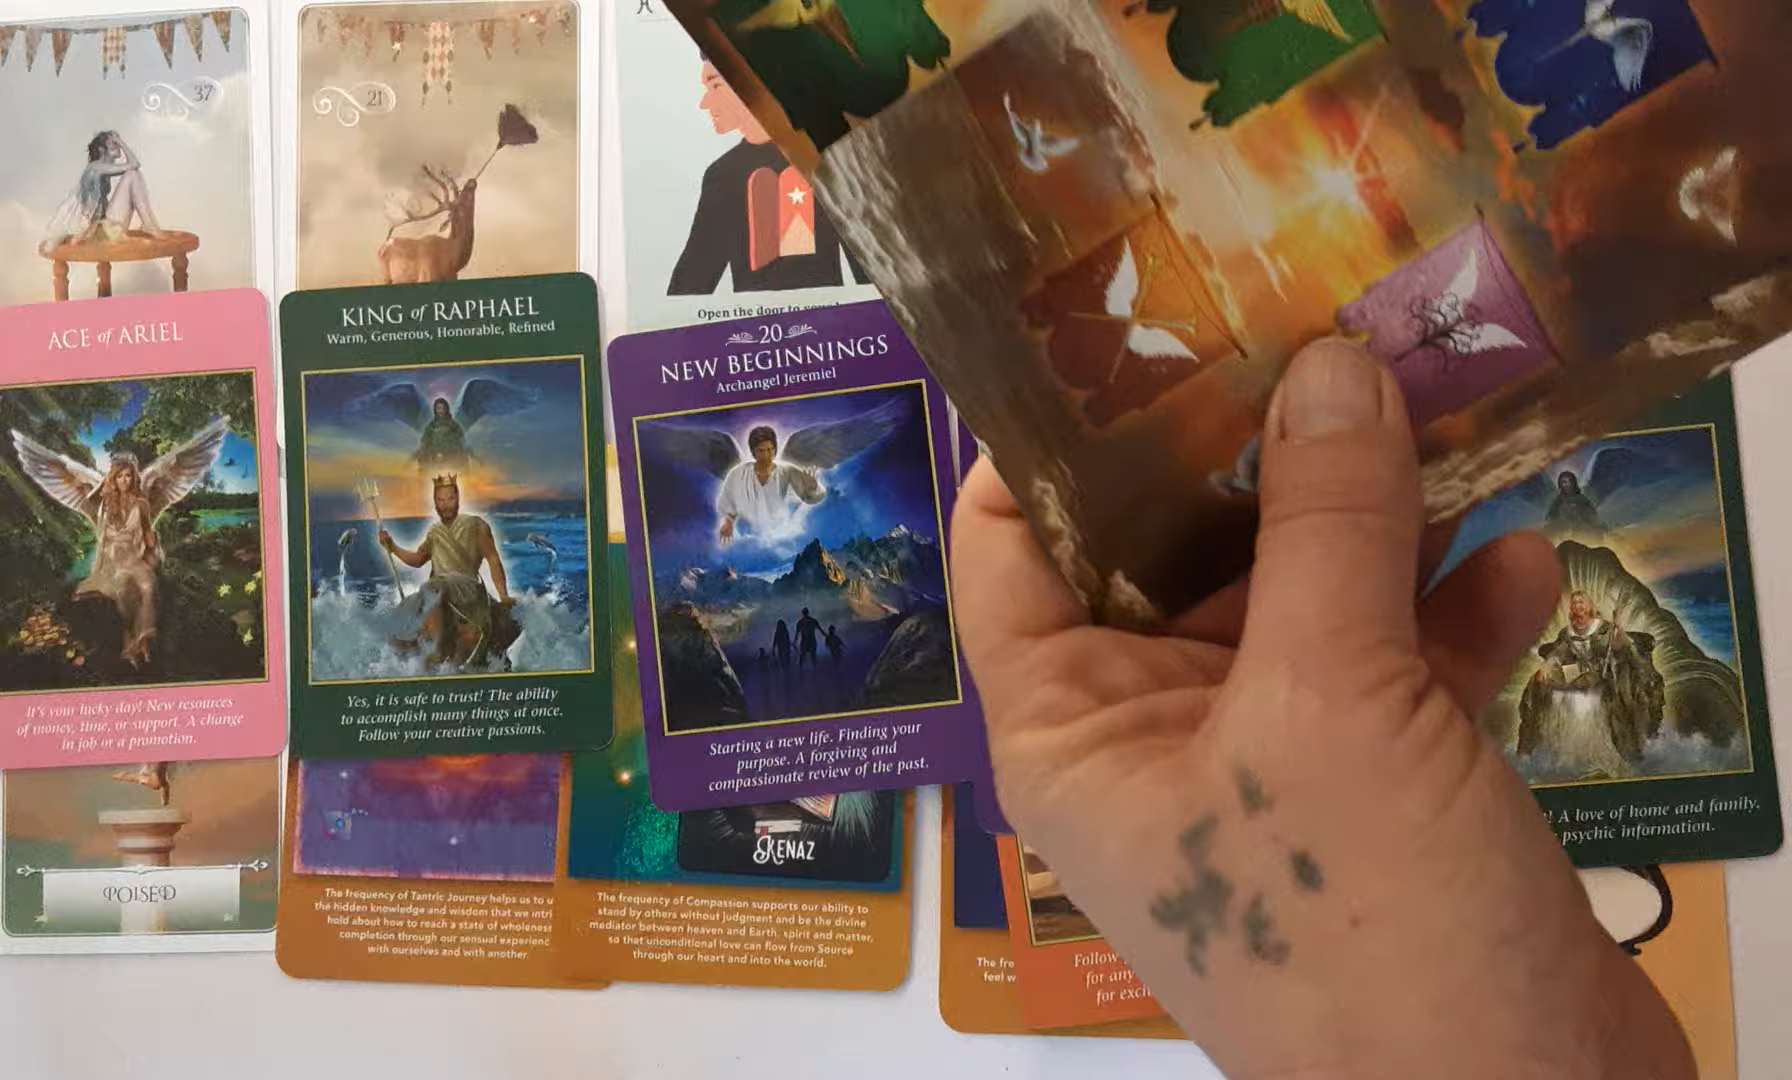 37
21
Open the door to your
ACE of ARIEL
It's your lucky day! New resources
of money, time, or support. A change
in job or a promotion.
KING of RAPHAEL
Warm, Generous, Honorable, Refined
Yes, it is safe to trust! The ability
to accomplish many things at once.
Follow your creative passions.
20
NEW BEGINNINGS
Archangel Jeremiel
Starting a new life. Finding your
purpose. A forgiving and
compassionate review of the past.
! A love of home and family.
psychic information.
POISED
The frequency of Tantric Journey helps us to u
the hidden knowledge and wisdom that we intri
hold about how to reach a state of wholeness
completion through our sensual experienc
with ourselves and with another.
KENAZ
The frequency of Compassion supports our ability to
stand by others without judgment and be the divine
mediator between heaven and Earth, spirit and matter,
so that unconditional love can flow from Source
through our heart and into the world.
The fre
feel w
Follow
for any
for exci